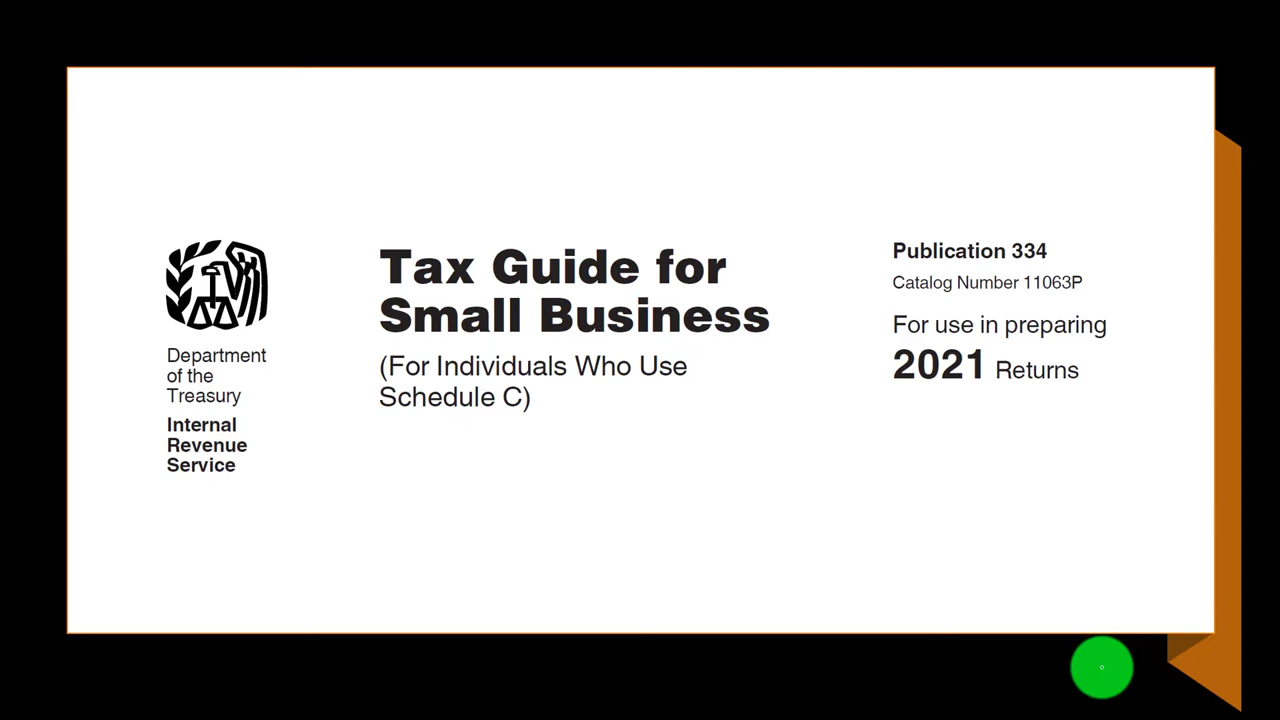 Department
of the
Treasury
Internal
Revenue
Service
Tax Guide for
Small Business
(For Individuals Who Use
Schedule C)
Publication 334
Catalog Number 11063P
For use in preparing
2021 Returns